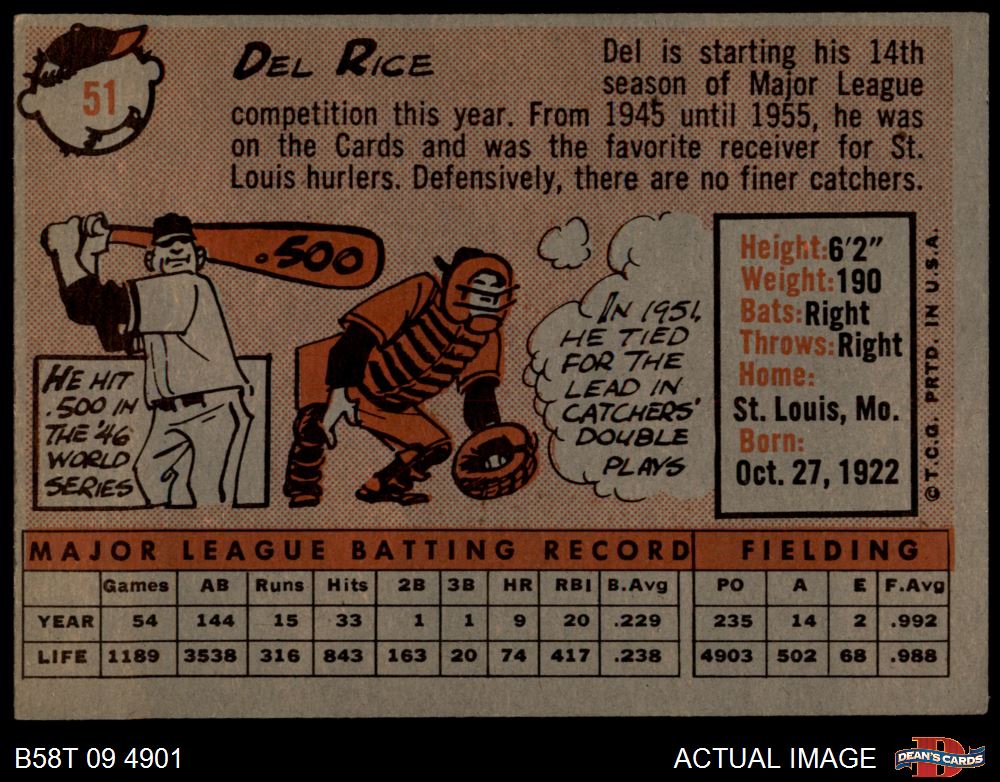 51
DEL RICE
Del is starting his 14th
season of Major League
competition this year. From 1945 until 1955, he was
on the Cards and was the favorite receiver for St.
Louis hurlers. Defensively, there are no finer catchers.
.500
HE HIT
.500 IN
THE '46
WORLD
SERIES
IN 1951,
HE TIED
FOR THE
LEAD IN
CATCHERS'
DOUBLE
PLAYS
Height: 6'2"
Weight: 190
Bats: Right
Throws: Right
Home:
St. Louis, Mo.
Born:
Oct. 27, 1922
©T.C.G. PRTD. IN U.S.A.
MAJOR LEAGUE BATTING RECORD FIELDING
Games AB Runs Hits 2B 3B HR RBI B.Avg PO A E F.Avg
YEAR 54 144 15 33 1 1 9 20 .229 235 14 2 .992
LIFE 1189 3538 316 843 163 20 74 417 .238 4903 502 68 .988
B58T 09 4901 ACTUAL IMAGE D DEAN'S CARDS